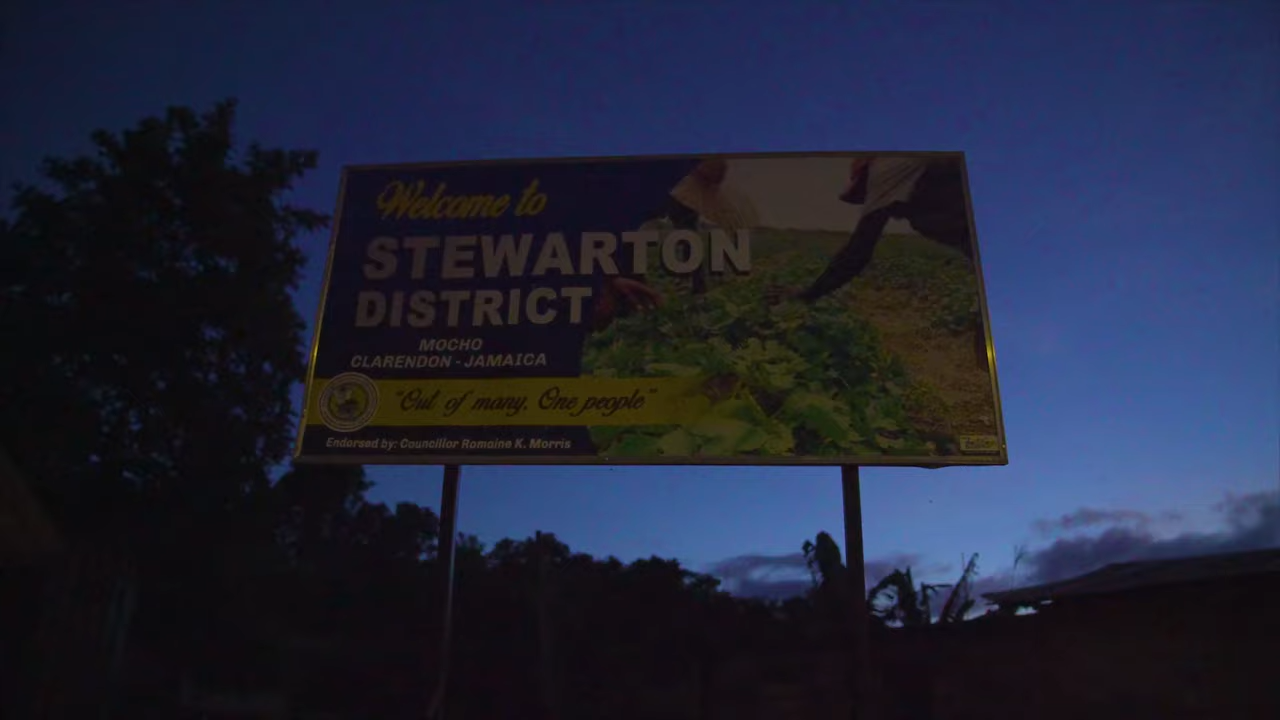 Welcome to
STEWARTON
DISTRICT
MOCHO
CLARENDON - JAMAICA
"Out of many, One people"
Endorsed by: Councillor Romaine K. Morris